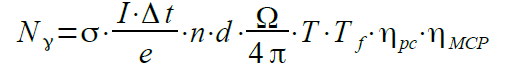 N_γ = σ · (I · Δt / e) · n · d · (Ω / 4π) · T · T_f · η_pc · η_MCP